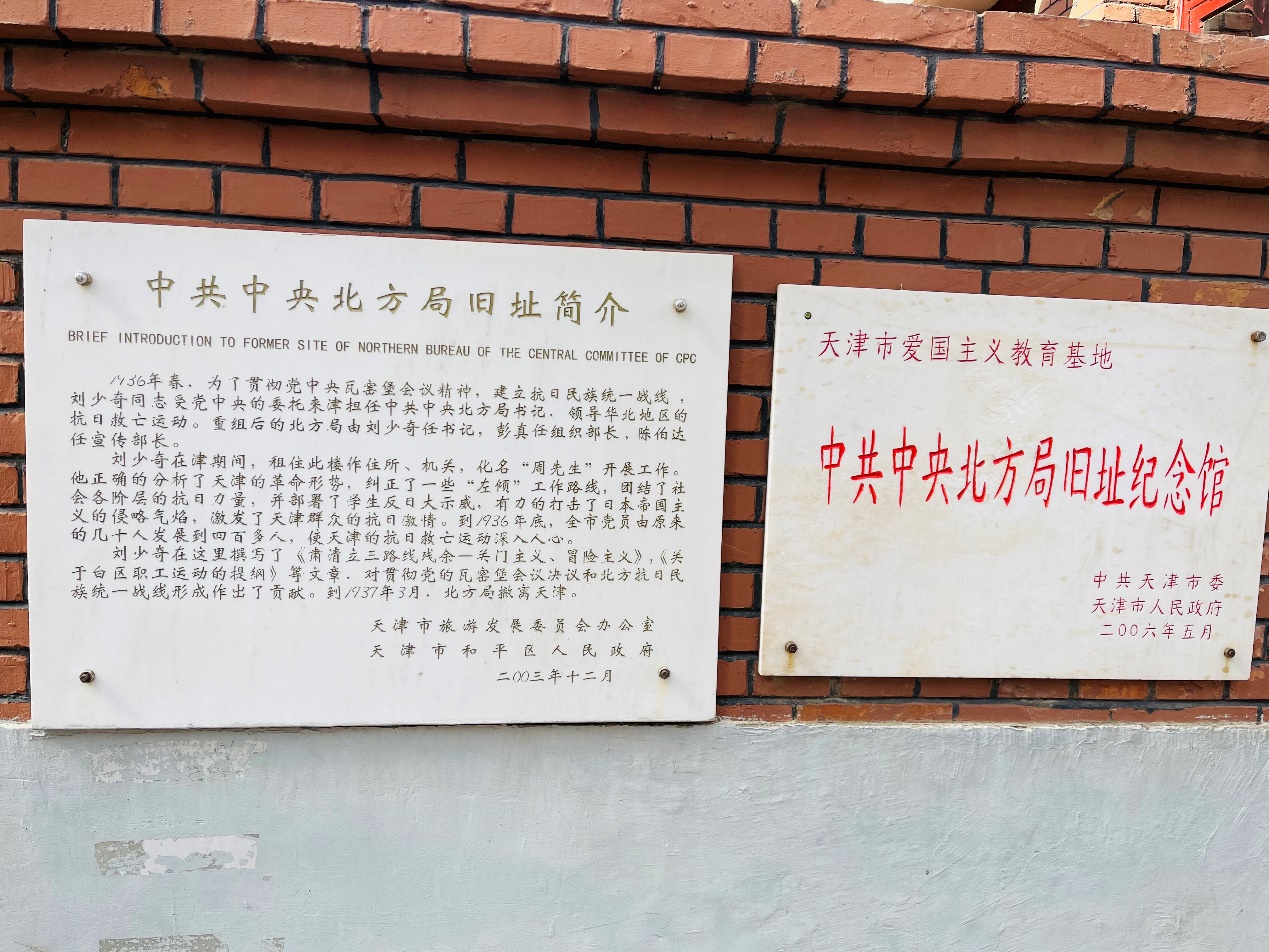 中共中央北方局旧址简介
BRIEF INTRODUCTION TO FORMER SITE OF NORTHERN BUREAU OF THE CENTRAL COMMITTEE OF CPC
1936年春，为了贯彻党中央瓦窑堡会议精神，建立抗日民族统一战线，
刘少奇同志受党中央的委托来津担任中共中央北方局书记，领导华北地区的
抗日救亡运动。重组后的北方局由刘少奇任书记，彭真任组织部长，陈伯达
任宣传部长。
刘少奇在津期间，租住此楼作住所、机关，化名“周先生”开展工作。
他正确的分析了天津的革命形势，纠正了一些“左倾”工作路线，团结了社
会各阶层的抗日力量，并部署了学生反日大示威，有力的打击了日本帝国主
义的侵略气焰，激发了天津群众的抗日激情。到1936年底，全市党员由原来
的几十人发展到四百多人，使天津的抗日救亡运动深入人心。
刘少奇在这里撰写了《肃清立三路线残余—关门主义、冒险主义》，《关
于白区职工运动的提纲》等文章，对贯彻党的瓦窑堡会议决议和北方抗日民
族统一战线形成作出了贡献。到1937年3月，北方局撤离天津。
天津市旅游发展委员会办公室
天津市和平区人民政府
二〇〇三年十二月
天津市爱国主义教育基地
中共中央北方局旧址纪念馆
中共天津市委
天津市人民政府
二〇〇六年五月